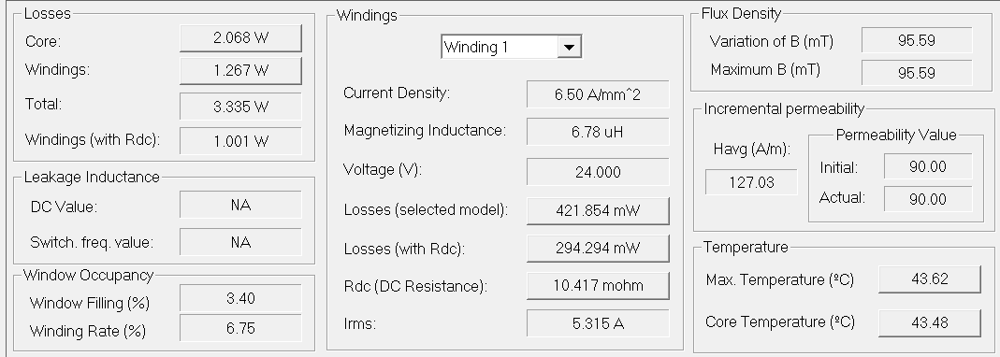 Losses
Core: 2.068 W
Windings: 1.267 W
Total: 3.335 W
Windings (with Rdc): 1.001 W
Leakage Inductance
DC Value: NA
Switch. freq. value: NA
Window Occupancy
Window Filling (%) 3.40
Winding Rate (%) 6.75
Windings
Winding 1
Current Density: 6.50 A/mm^2
Magnetizing Inductance: 6.78 uH
Voltage (V): 24.000
Losses (selected model): 421.854 mW
Losses (with Rdc): 294.294 mW
Rdc (DC Resistance): 10.417 mohm
Irms: 5.315 A
Flux Density
Variation of B (mT) 95.59
Maximum B (mT) 95.59
Incremental permeability
Havg (A/m):
127.03
Permeability Value
Initial: 90.00
Actual: 90.00
Temperature
Max. Temperature (ºC) 43.62
Core Temperature (ºC) 43.48